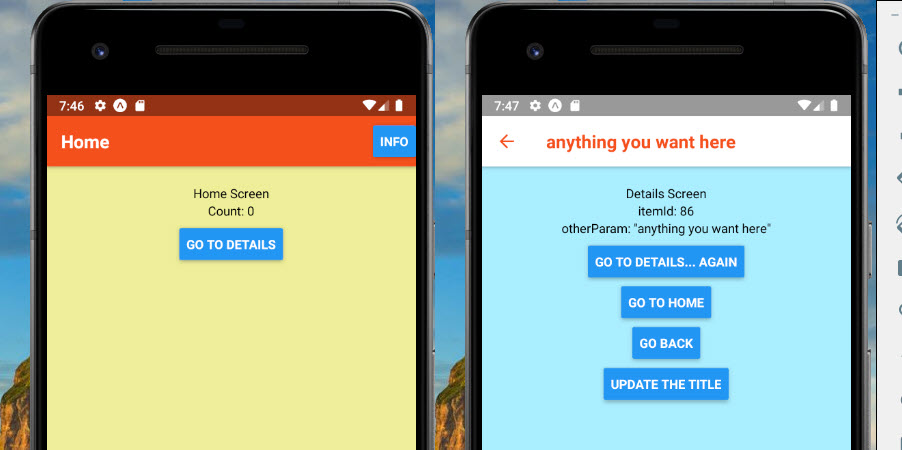 7:46
Home
INFO
Home Screen
Count: 0
GO TO DETAILS
7:47
anything you want here
Details Screen
itemId: 86
otherParam: "anything you want here"
GO TO DETAILS... AGAIN
GO TO HOME
GO BACK
UPDATE THE TITLE